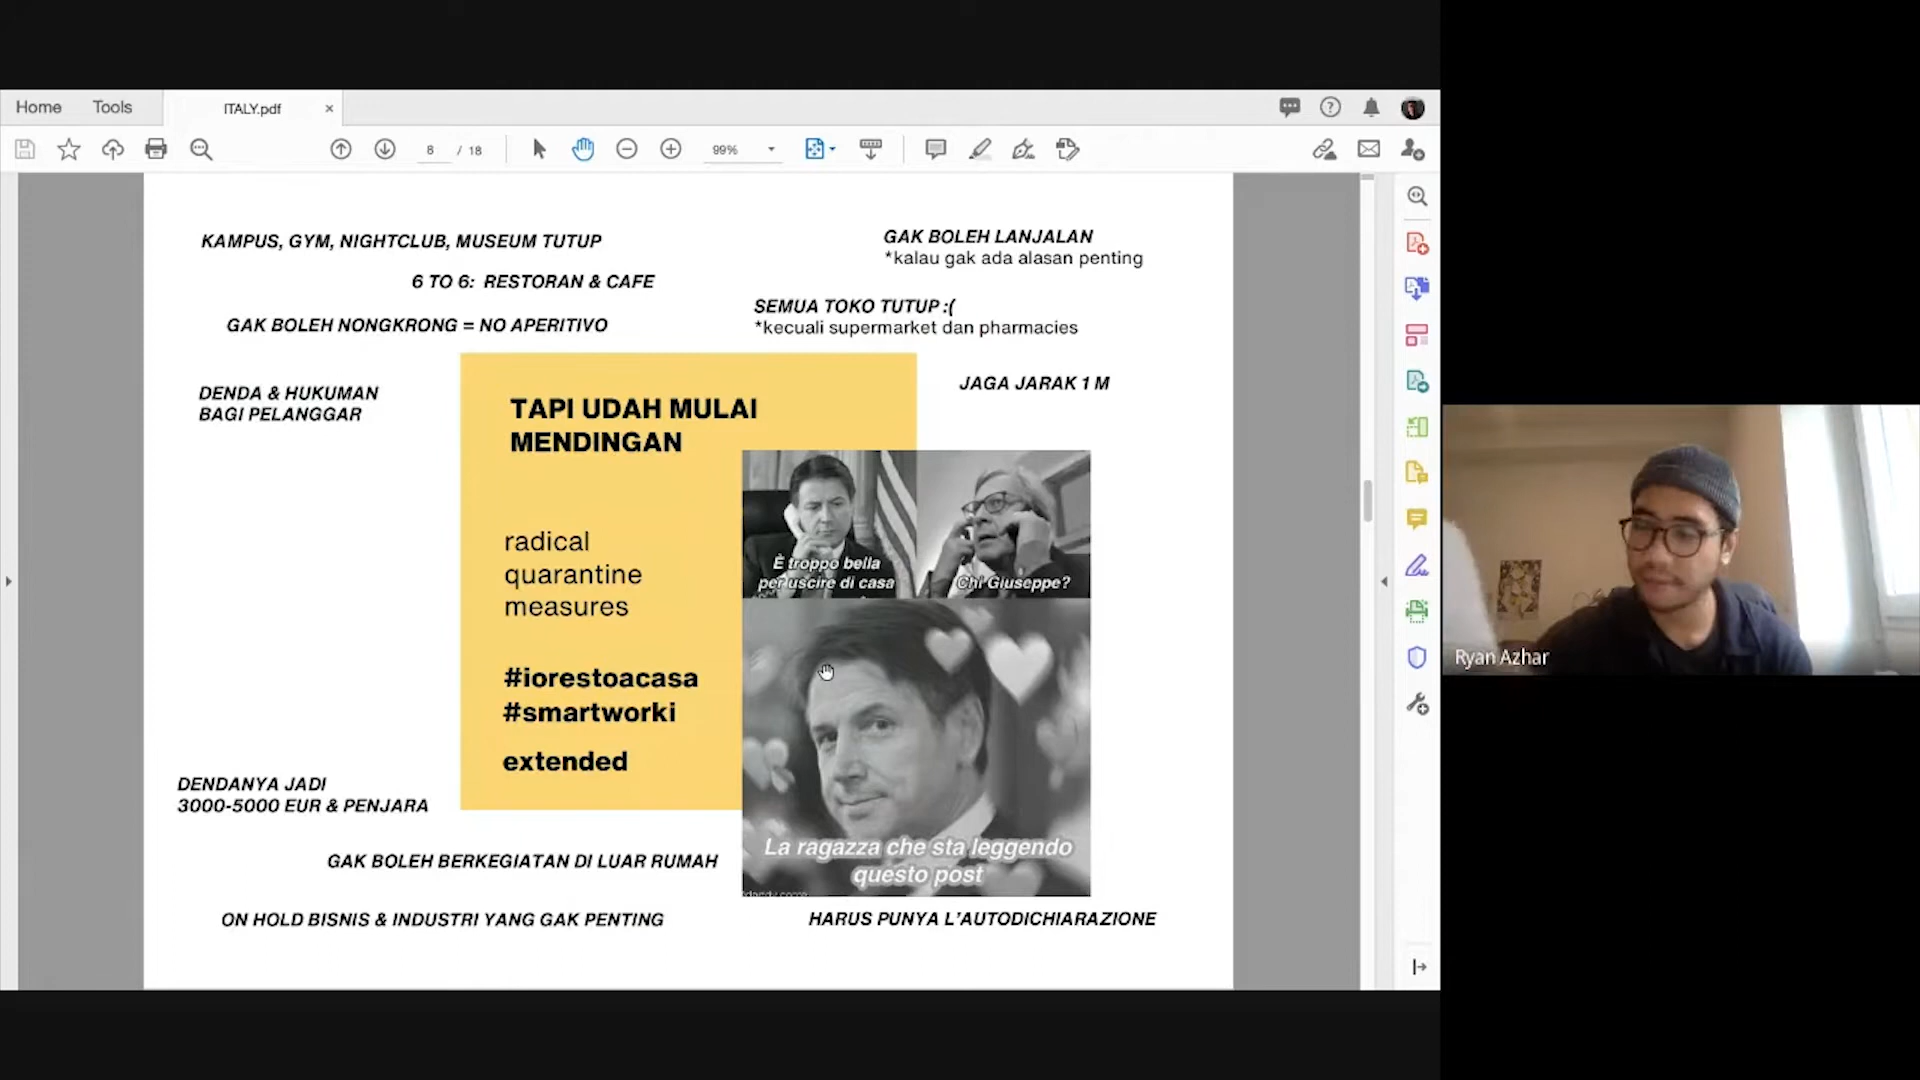 Home Tools ITALY.pdf ×
8 / 18 99%
KAMPUS, GYM, NIGHTCLUB, MUSEUM TUTUP
6 TO 6: RESTORAN & CAFE
GAK BOLEH NONGKRONG = NO APERITIVO
GAK BOLEH LANJALAN
*kalau gak ada alasan penting
SEMUA TOKO TUTUP :(
*kecuali supermarket dan pharmacies
DENDA & HUKUMAN
BAGI PELANGGAR
JAGA JARAK 1 M
TAPI UDAH MULAI
MENDINGAN
radical
quarantine
measures
#iorestoacasa
#smartworki
extended
È troppo bella
per uscire di casa
Chi Giuseppe?
La ragazza che sta leggendo
questo post
DENDANYA JADI
3000-5000 EUR & PENJARA
GAK BOLEH BERKEGIATAN DI LUAR RUMAH
ON HOLD BISNIS & INDUSTRI YANG GAK PENTING
HARUS PUNYA L'AUTODICHIARAZIONE
Ryan Azhar